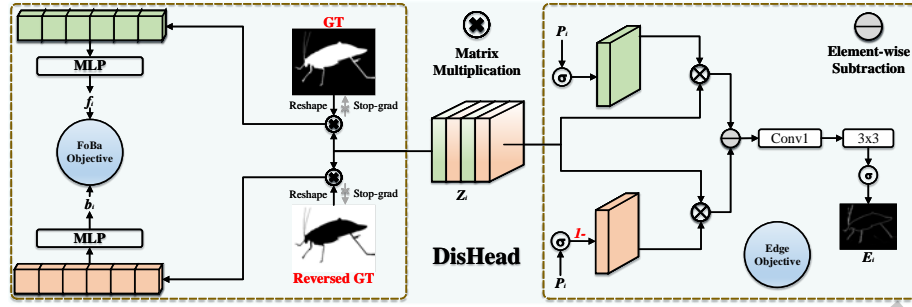 GT
MLP
Reshape
Stop-grad
fᵢ
FoBa
Objective
bᵢ
MLP
Reshape
Stop-grad
Reversed GT
Matrix
Multiplication
Zᵢ
DisHead
Pᵢ
σ
Element-wise
Subtraction
Conv1
3x3
σ
Eᵢ
σ
1-
Pᵢ
Edge
Objective